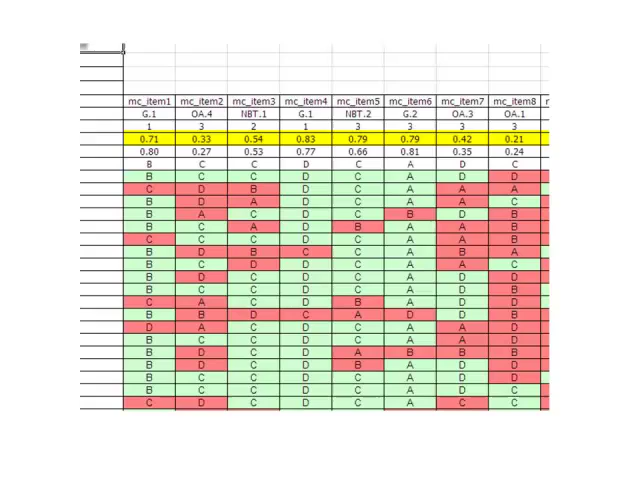 mc_item1 mc_item2 mc_item3 mc_item4 mc_item5 mc_item6 mc_item7 mc_item8
G.1 OA.4 NBT.1 G.1 NBT.2 G.2 OA.3 OA.1
1 3 2 1 3 3 3 3
0.71 0.33 0.54 0.83 0.79 0.79 0.42 0.21
0.80 0.27 0.53 0.77 0.66 0.81 0.35 0.24
B C C D C A D C
B C C D C A D D
C D B D C A A A
B D A D C A A C
B A C D C B D B
B C A D B A A B
C C C D C A A B
B D B C C A B A
B C D D C A A C
B D C D C A D D
B C C D C A D B
C A C D B A D D
B B D C A D D B
D A C D C A A D
B C C D C A A D
B D C D A B B B
B D C D B A D D
B C C D C A D D
B C C D C A D C
C D C D C A C C